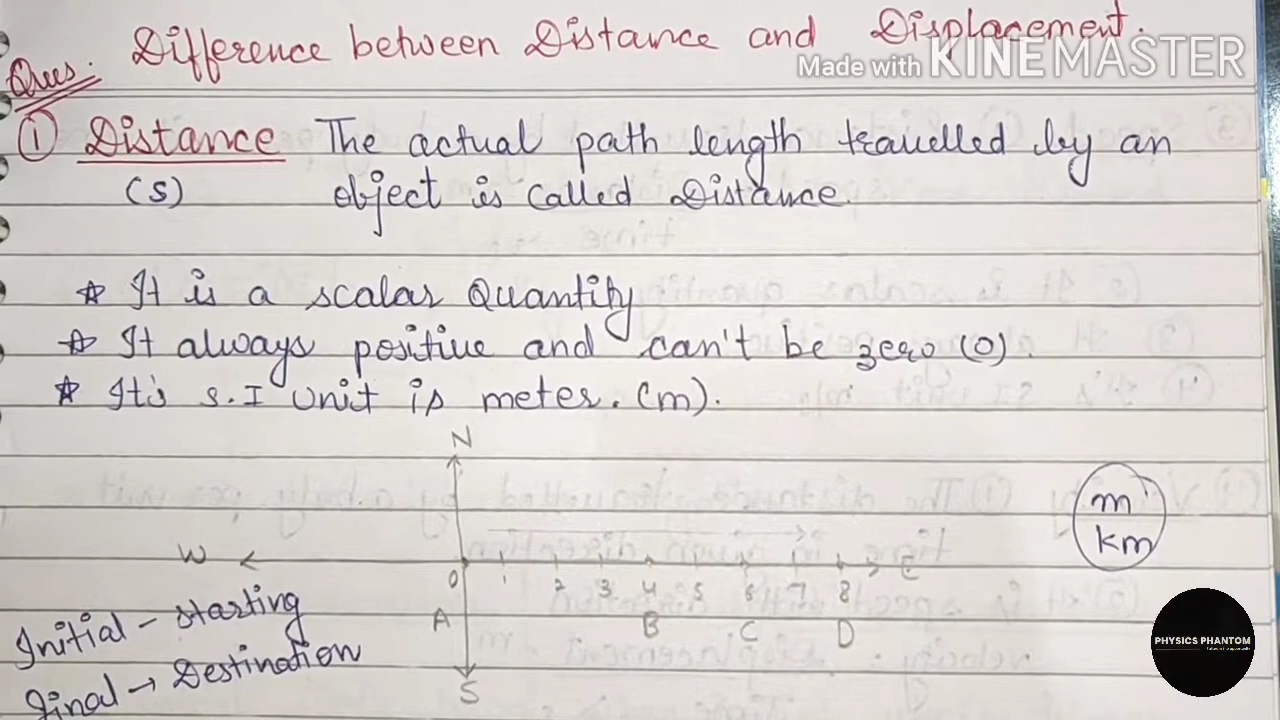 Difference between Distance and Displacement.
Made with KINEMASTER
Ques.
① Distance The actual path length travelled by an
(S) object is called Distance.
☆ It is a scalar Quantity
☆ It always positive and can't be zero (0).
☆ It's S.I Unit is meter. (m).
N
m
km
W E
0 1 2 3 4 5 6 7 8
A B C D
Initial - starting
final → Destination
S
PHYSICS PHANTOM